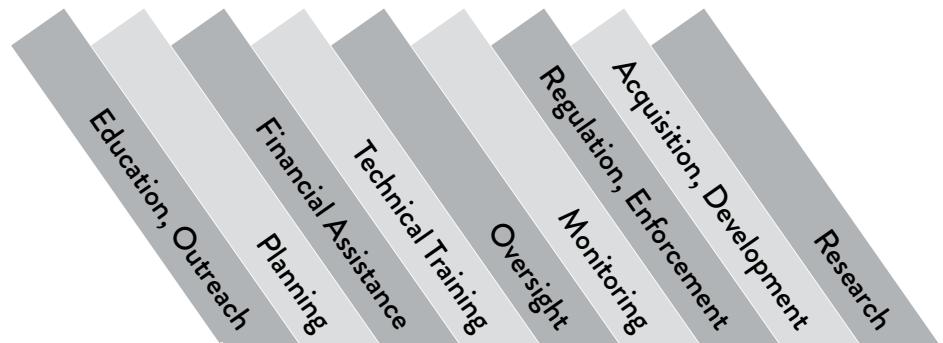 Education, Outreach
Planning
Financial Assistance
Technical Training
Oversight
Monitoring
Regulation, Enforcement
Acquisition, Development
Research